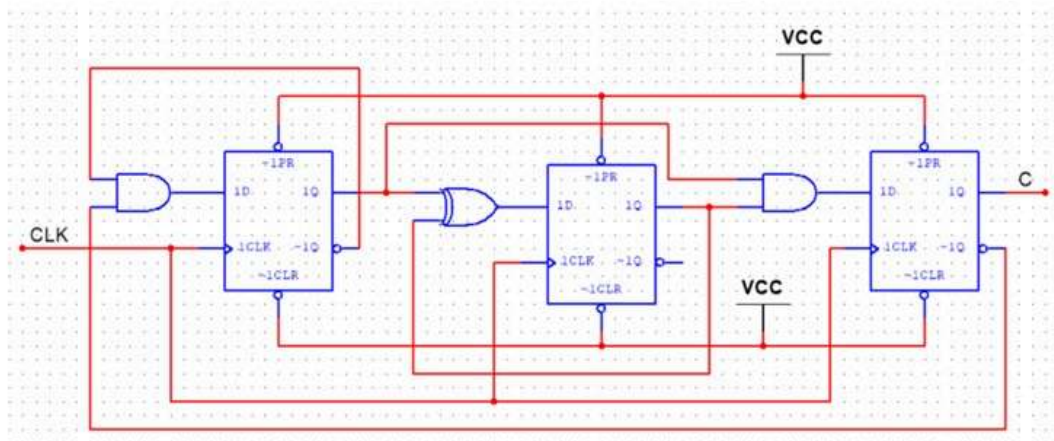 VCC
~1PR
1D
1Q
1CLK
~1Q
~1CLR
~1PR
1D
1Q
1CLK
~1Q
~1CLR
~1PR
1D
1Q
1CLK
~1Q
~1CLR
CLK
VCC
C